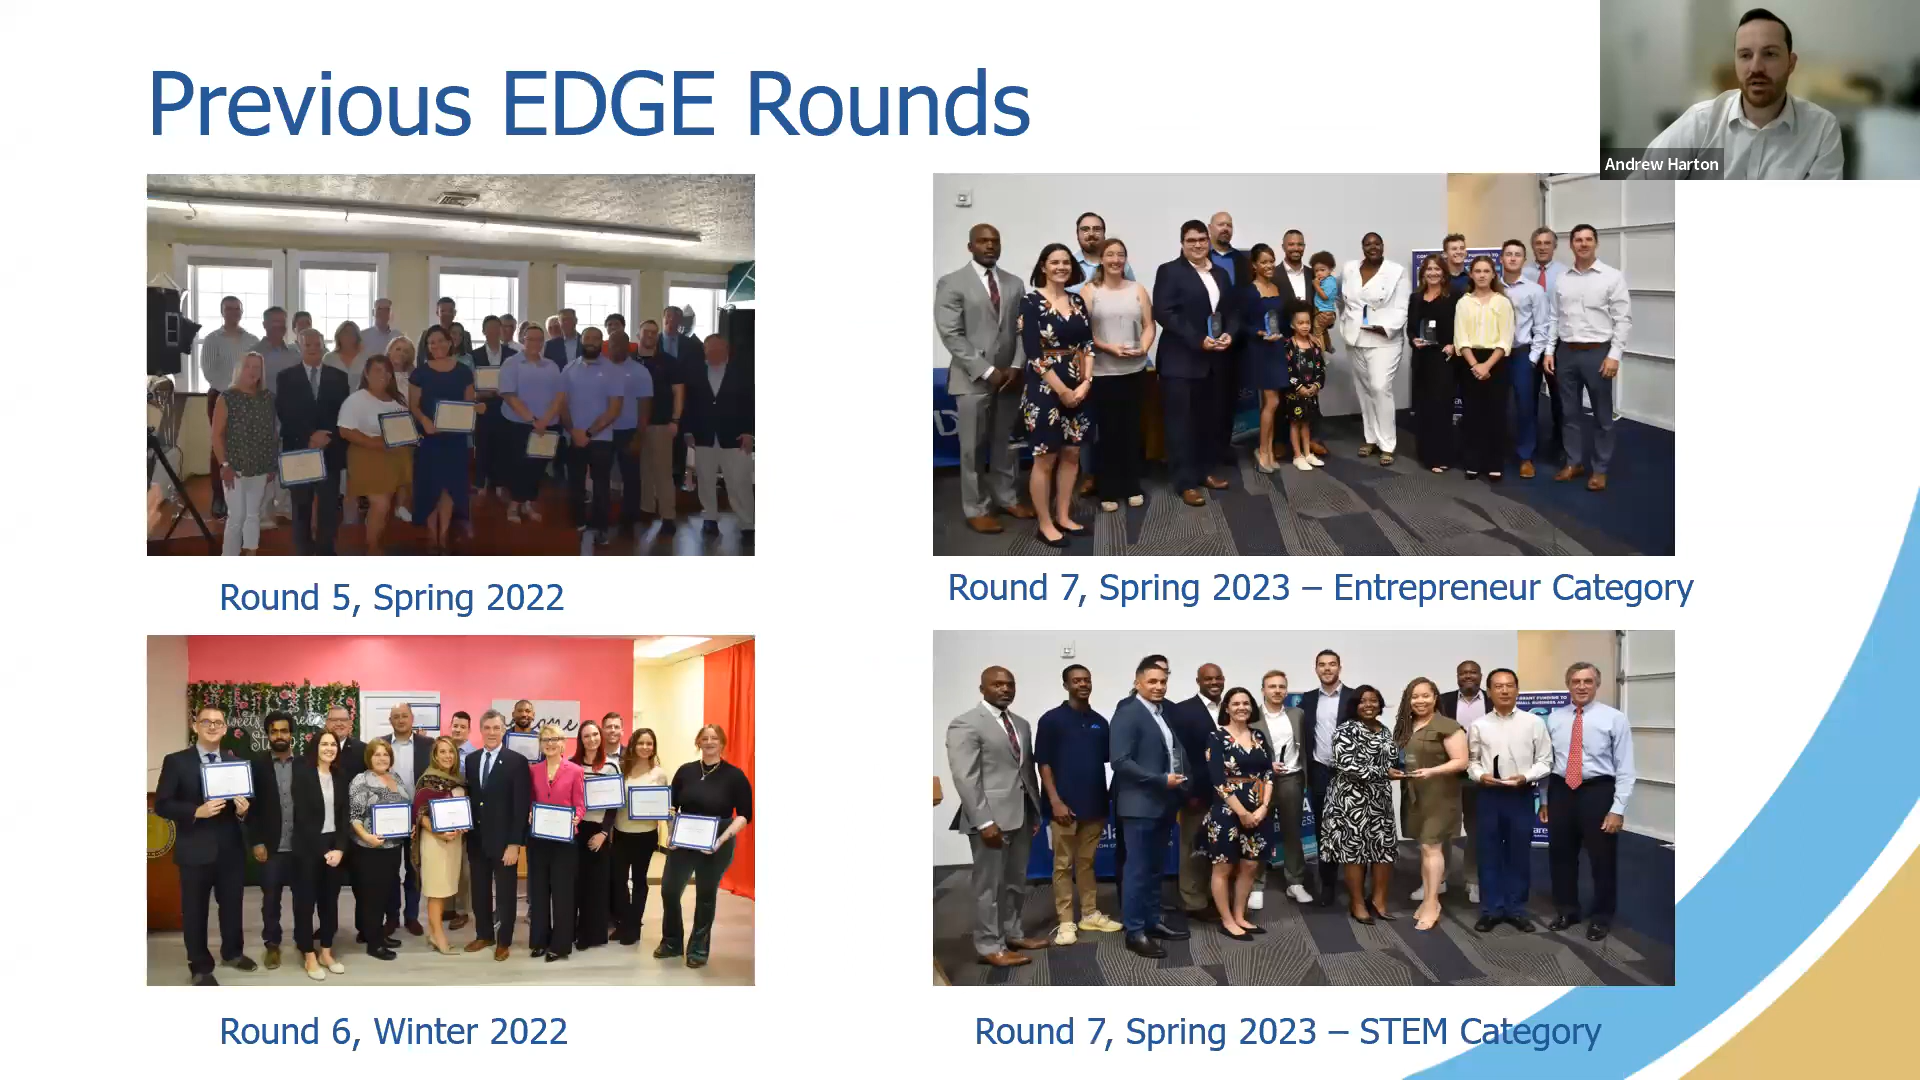 Previous EDGE Rounds
Andrew Harton
Round 5, Spring 2022
Round 7, Spring 2023 – Entrepreneur Category
Round 6, Winter 2022
Round 7, Spring 2023 – STEM Category